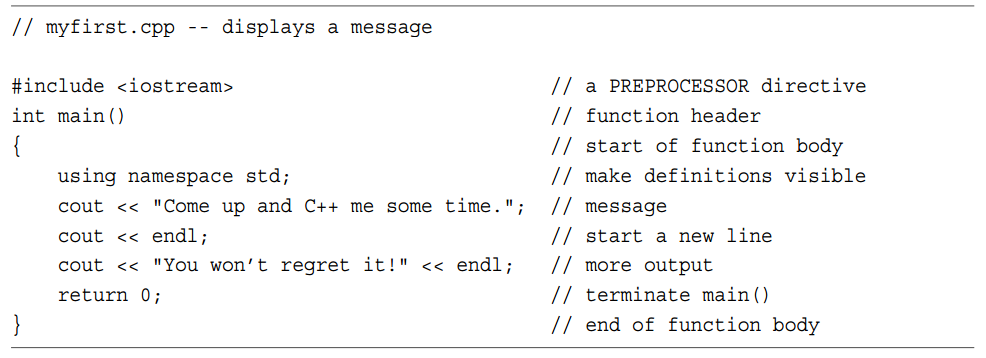 // myfirst.cpp -- displays a message
#include <iostream>                           // a PREPROCESSOR directive
int main()                                    // function header
{                                             // start of function body
    using namespace std;                      // make definitions visible
    cout << "Come up and C++ me some time.";  // message
    cout << endl;                             // start a new line
    cout << "You won’t regret it!" << endl;   // more output
    return 0;                                 // terminate main()
}                                             // end of function body